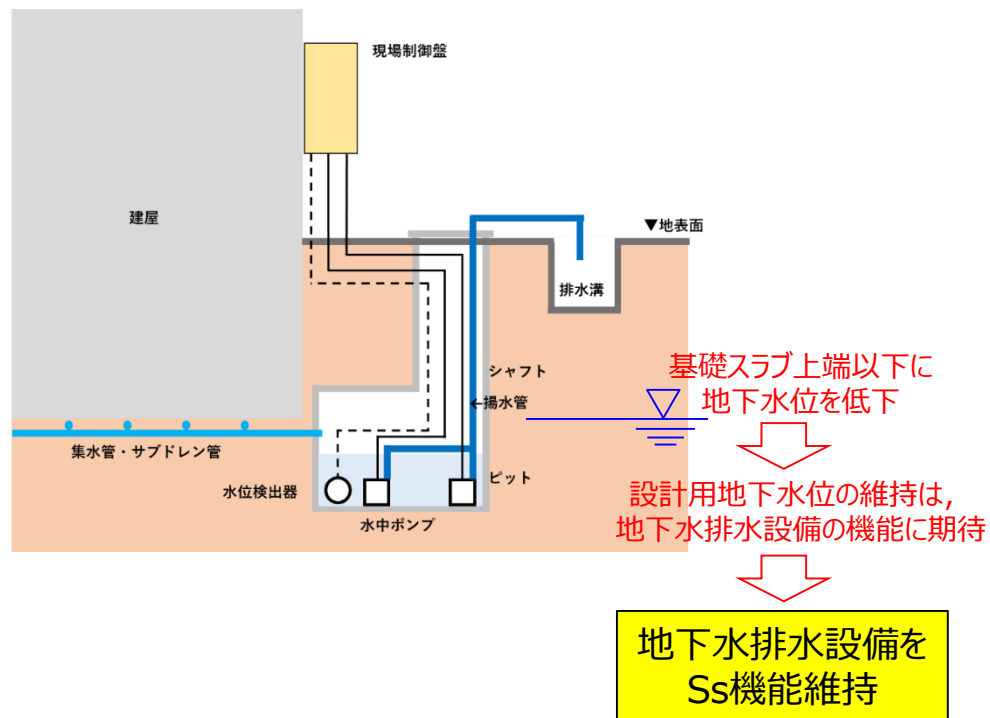 現場制御盤
建屋
▼地表面
排水溝
シャフト
←揚水管
集水管・サブドレン管
水位検出器
ピット
水中ポンプ
基礎スラブ上端以下に
地下水位を低下
設計用地下水位の維持は,
地下水排水設備の機能に期待
地下水排水設備を
Ss機能維持